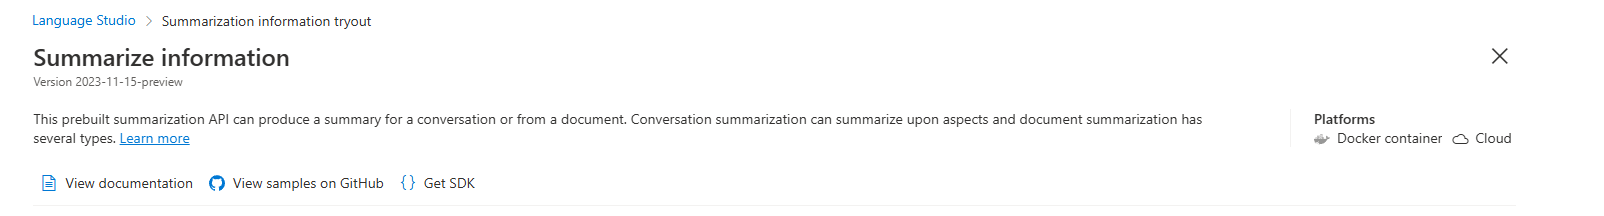 Language Studio > Summarization information tryout
Summarize information
Version 2023-11-15-preview
This prebuilt summarization API can produce a summary for a conversation or from a document. Conversation summarization can summarize upon aspects and document summarization has
several types. Learn more
Platforms
Docker container Cloud
View documentation View samples on GitHub {} Get SDK